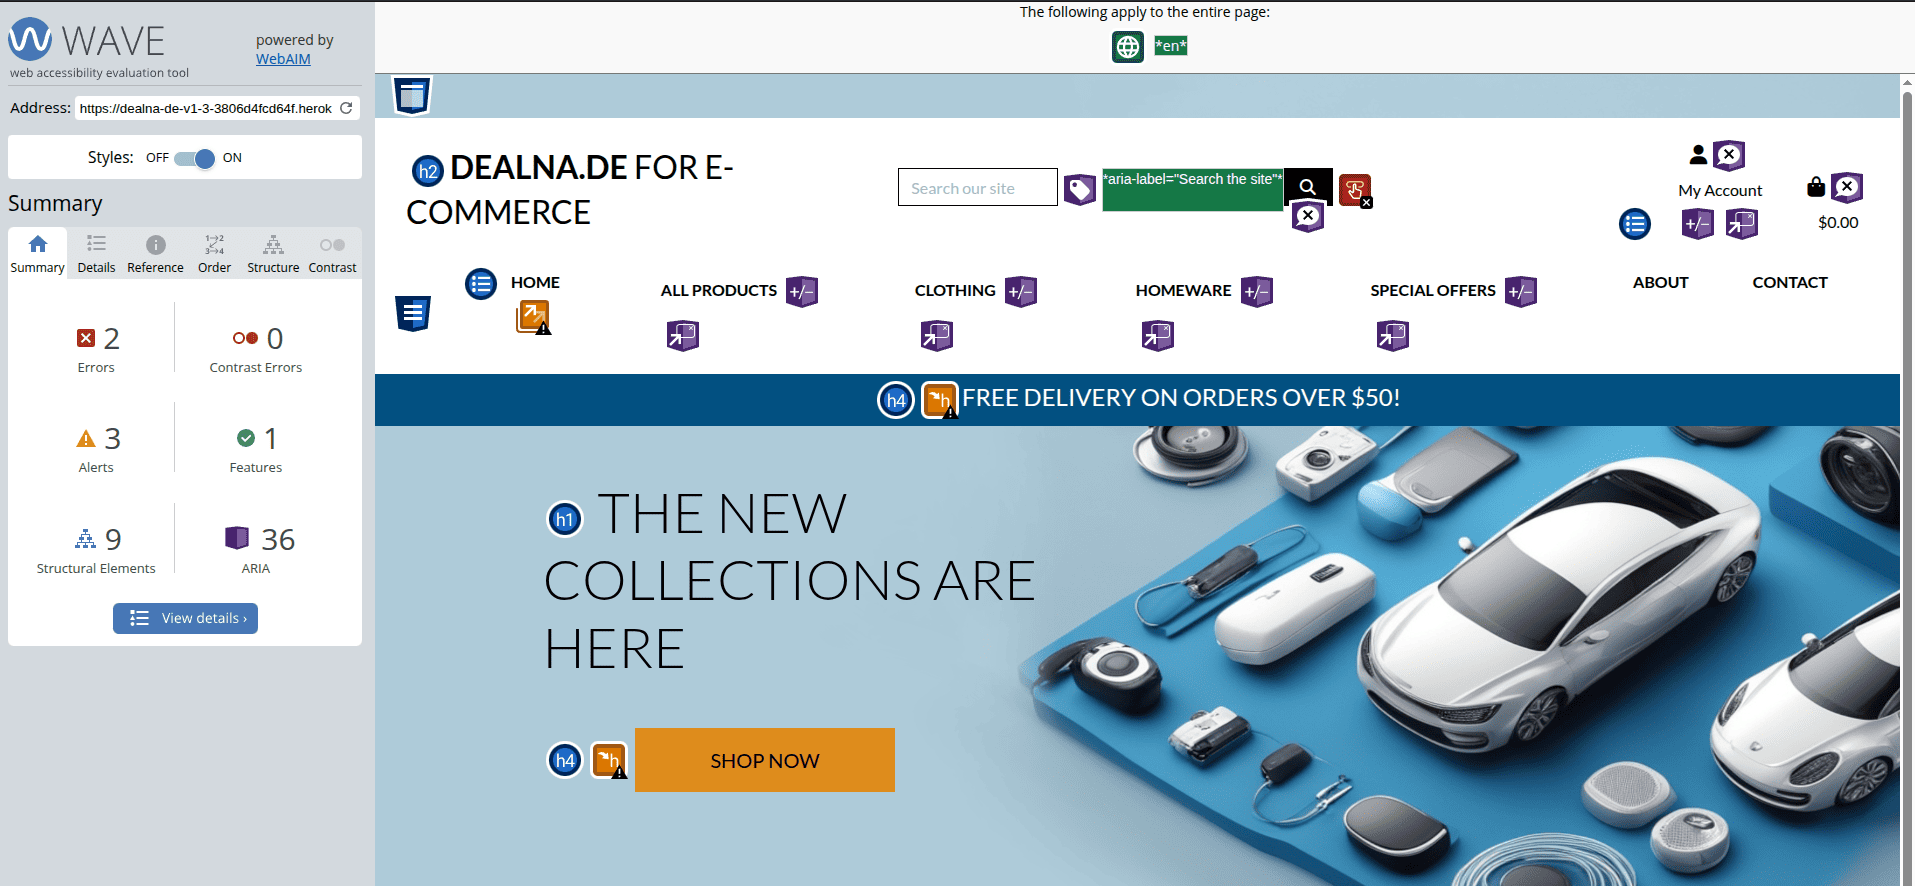 The following apply to the entire page:
*en*
WAVE
powered by
WebAIM
web accessibility evaluation tool
Address: https://dealna-de-v1-3-3806d4fcd64f.herok
Styles: OFF ON
Summary
Summary Details Reference Order Structure Contrast
2
Errors
0
Contrast Errors
3
Alerts
1
Features
9
Structural Elements
36
ARIA
View details ›
h2 DEALNA.DE FOR E-
COMMERCE
Search our site
*aria-label="Search the site"*
My Account
+/-
$0.00
HOME
ALL PRODUCTS +/-
CLOTHING +/-
HOMEWARE +/-
SPECIAL OFFERS +/-
ABOUT
CONTACT
h4 h FREE DELIVERY ON ORDERS OVER $50!
h1 THE NEW
COLLECTIONS ARE
HERE
h4 h SHOP NOW